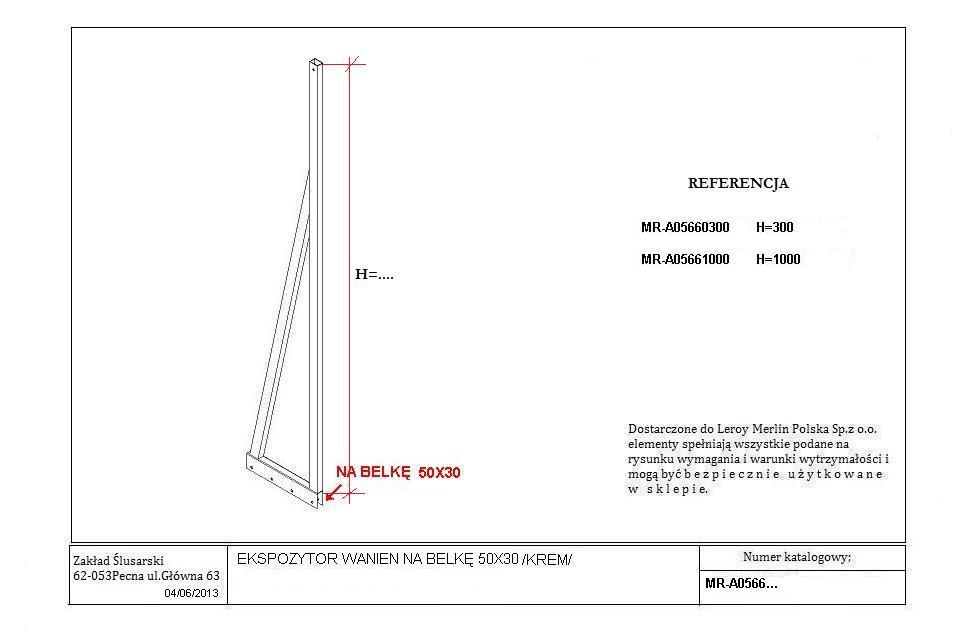 REFERENCJA
MR-A05660300 H=300
MR-A05661000 H=1000
H=....
NA BELKĘ 50X30
Dostarczone do Leroy Merlin Polska Sp.z o.o.
elementy spełniają wszystkie podane na
rysunku wymagania i warunki wytrzymałości i
mogą być b e z p i e c z n i e u ż y t k o w a n e
w s k l e p i e.
Zakład Ślusarski
62-053Pecna ul.Główna 63
04/06/2013
EKSPOZYTOR WANIEN NA BELKĘ 50X30 /KREM/
Numer katalogowy;
MR-A0566...